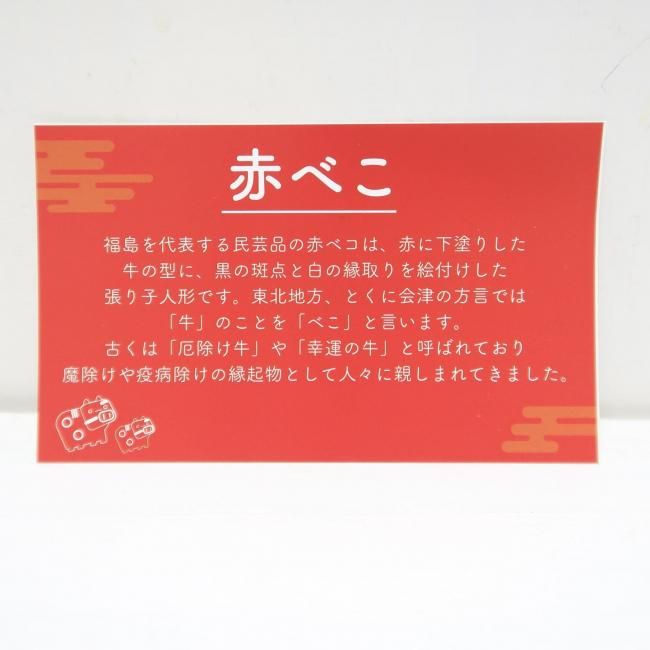 赤べこ
福島を代表する民芸品の赤ベコは、赤に下塗りした
牛の型に、黒の斑点と白の縁取りを絵付けした
張り子人形です。東北地方、とくに会津の方言では
「牛」のことを「べこ」と言います。
古くは「厄除け牛」や「幸運の牛」と呼ばれており
魔除けや疫病除けの縁起物として人々に親しまれてきました。